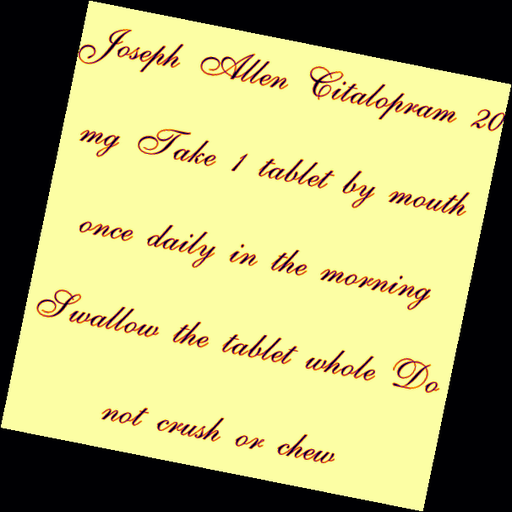 Joseph Allen Citalopram 20
mg Take 1 tablet by mouth
once daily in the morning
Swallow the tablet whole Do
not crush or chew